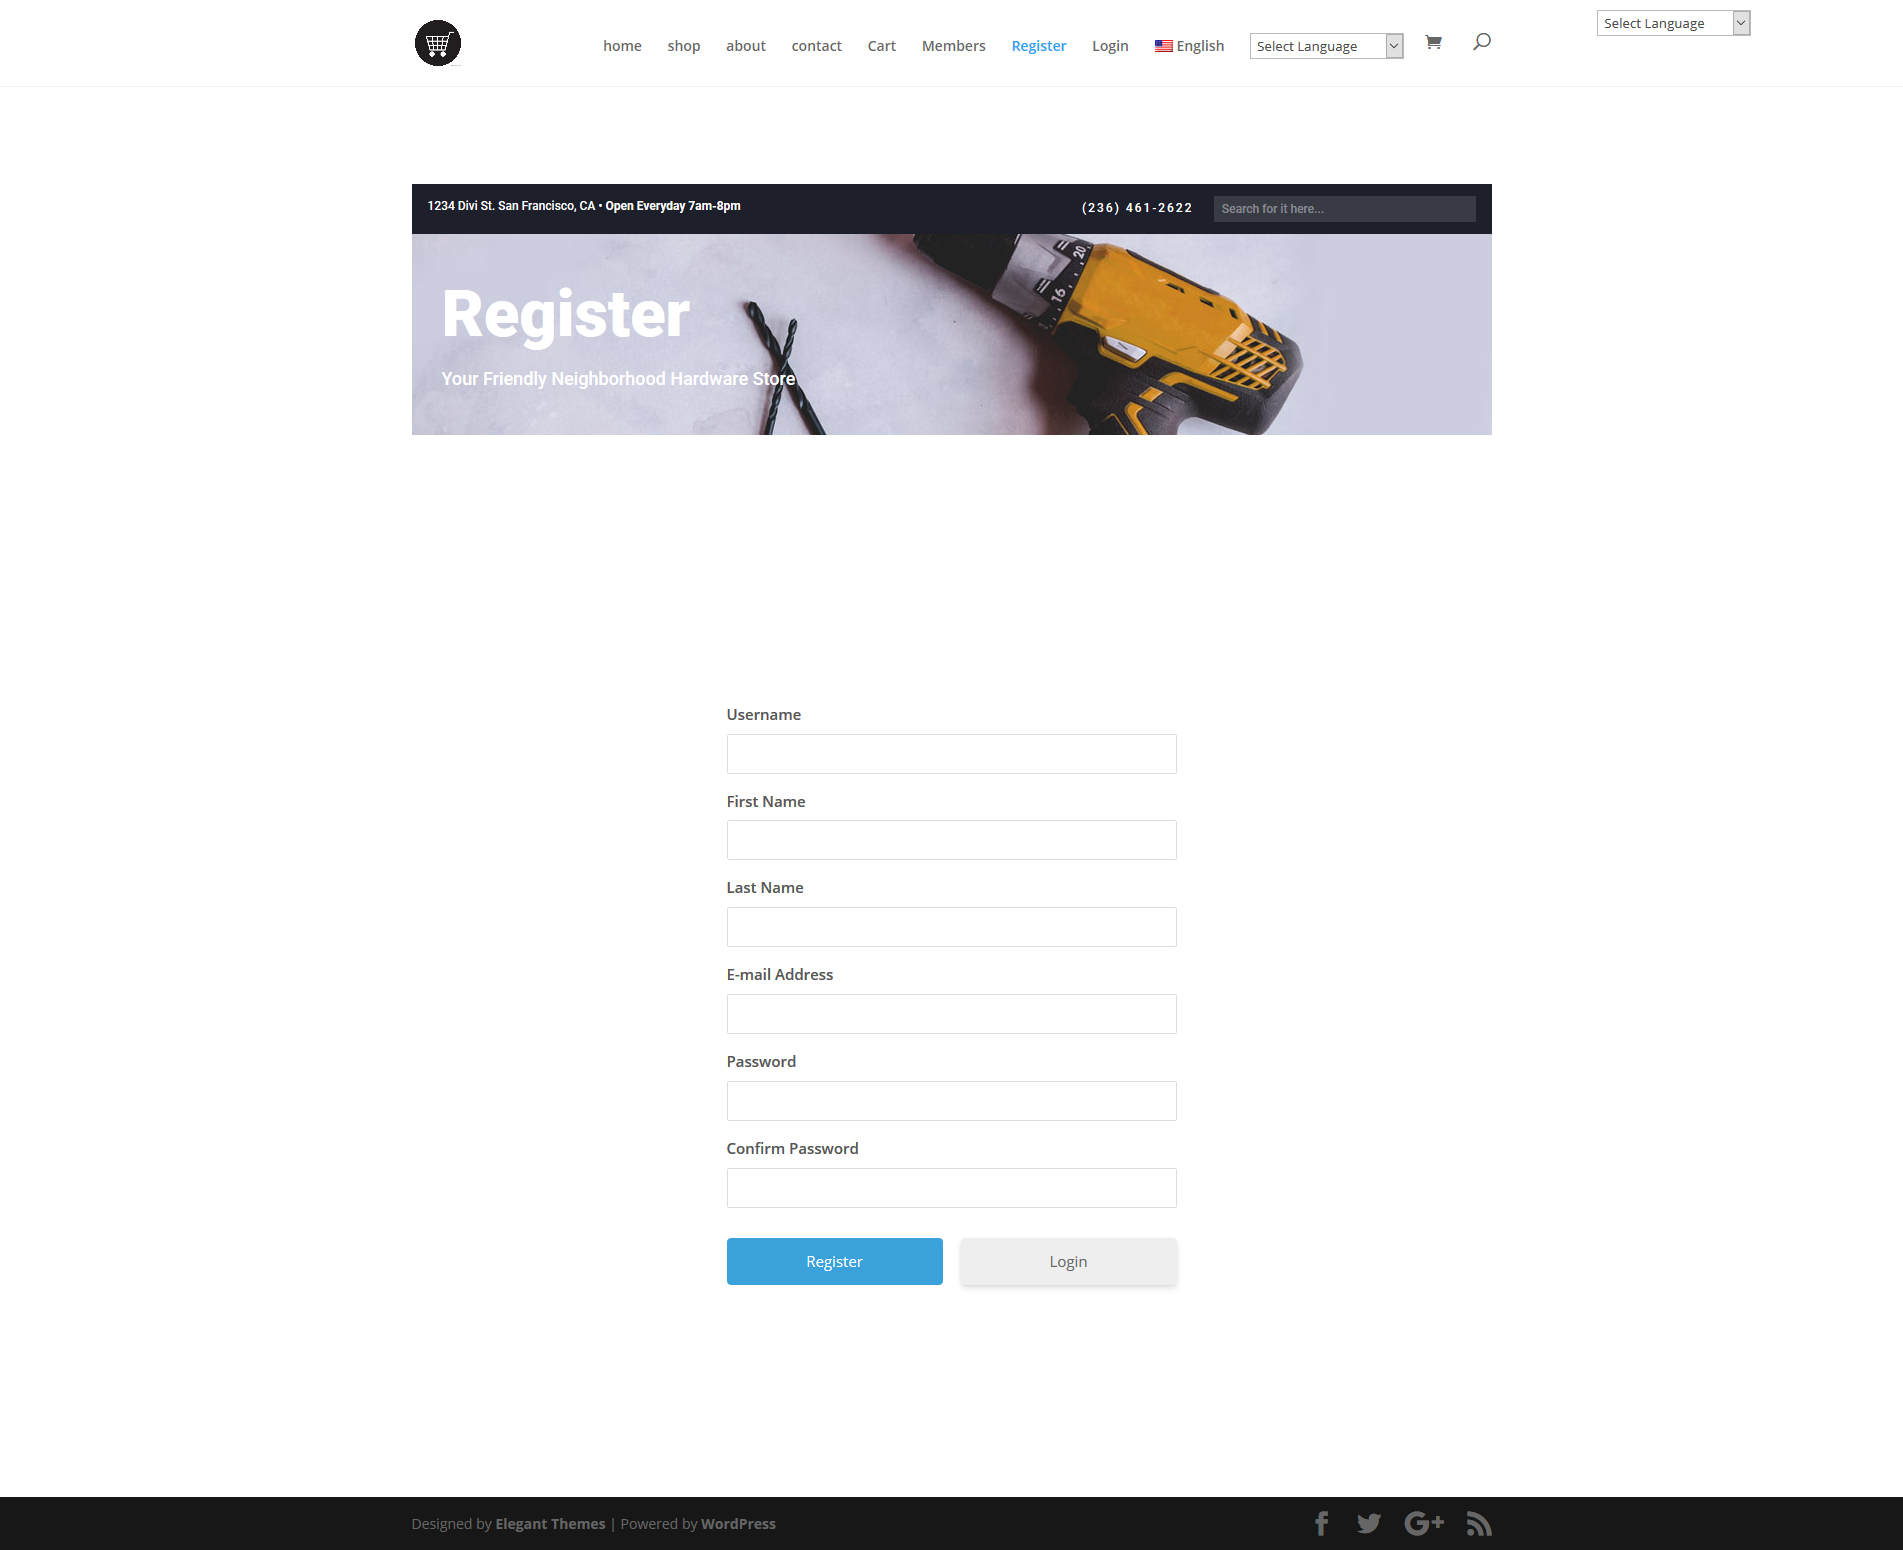 home shop about contact Cart Members Register Login English Select Language
Select Language
1234 Divi St. San Francisco, CA • Open Everyday 7am-8pm
(236) 461-2622
Search for it here...
20
16
Register
Your Friendly Neighborhood Hardware Store
Username
First Name
Last Name
E-mail Address
Password
Confirm Password
Register
Login
Designed by Elegant Themes | Powered by WordPress